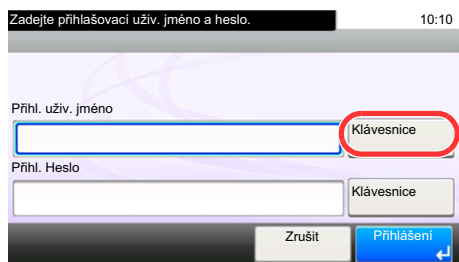 Zadejte přihlašovací uživ. jméno a heslo. 10:10
Přihl. uživ. jméno
Klávesnice
Přihl. Heslo
Klávesnice
Zrušit Přihlášení